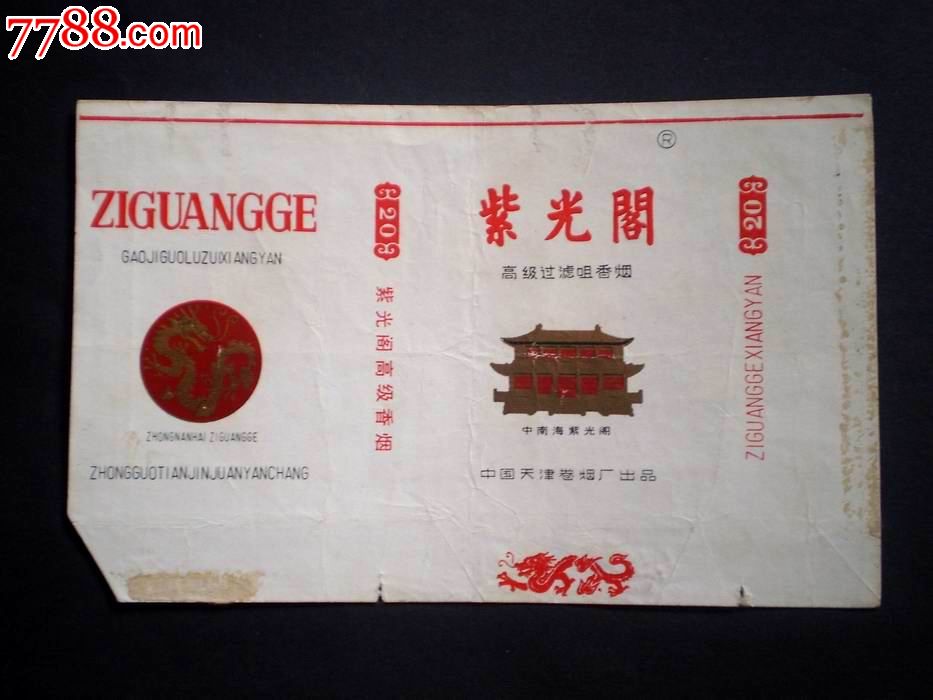 7788.com
ZIGUANGGE
GAOJIGUOLUZUIXIANGYAN
ZHONGNANHAI ZIGUANGGE
ZHONGGUOTIANJINJUANYANCHANG
20
紫光阁高级香烟
®
紫光閣
高级过滤咀香烟
中南海紫光阁
中国天津卷烟厂出品
20
ZIGUANGGEXIANGYAN